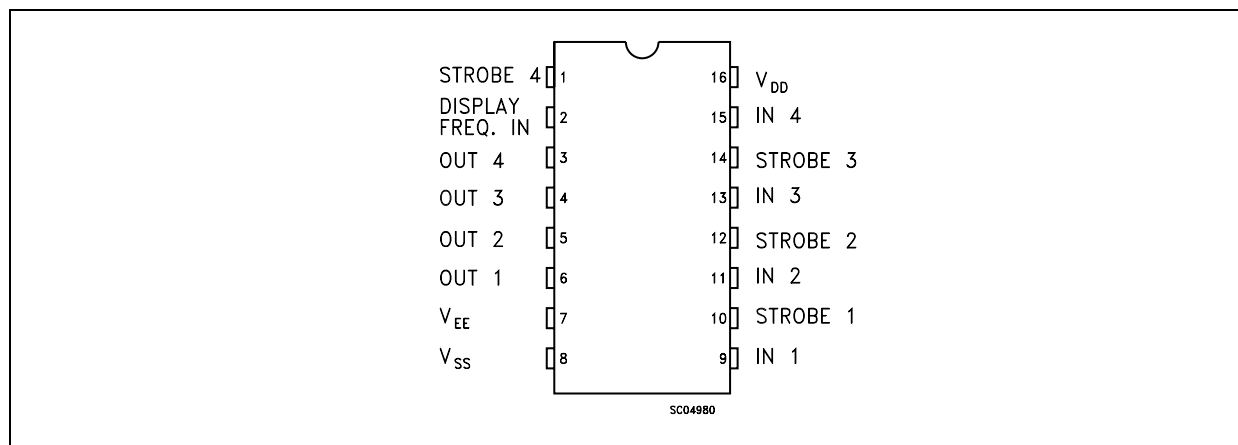 STROBE 4 1 16 VDD
DISPLAY
FREQ. IN 2 15 IN 4
OUT 4 3 14 STROBE 3
OUT 3 4 13 IN 3
OUT 2 5 12 STROBE 2
OUT 1 6 11 IN 2
VEE 7 10 STROBE 1
VSS 8 9 IN 1
SC04980